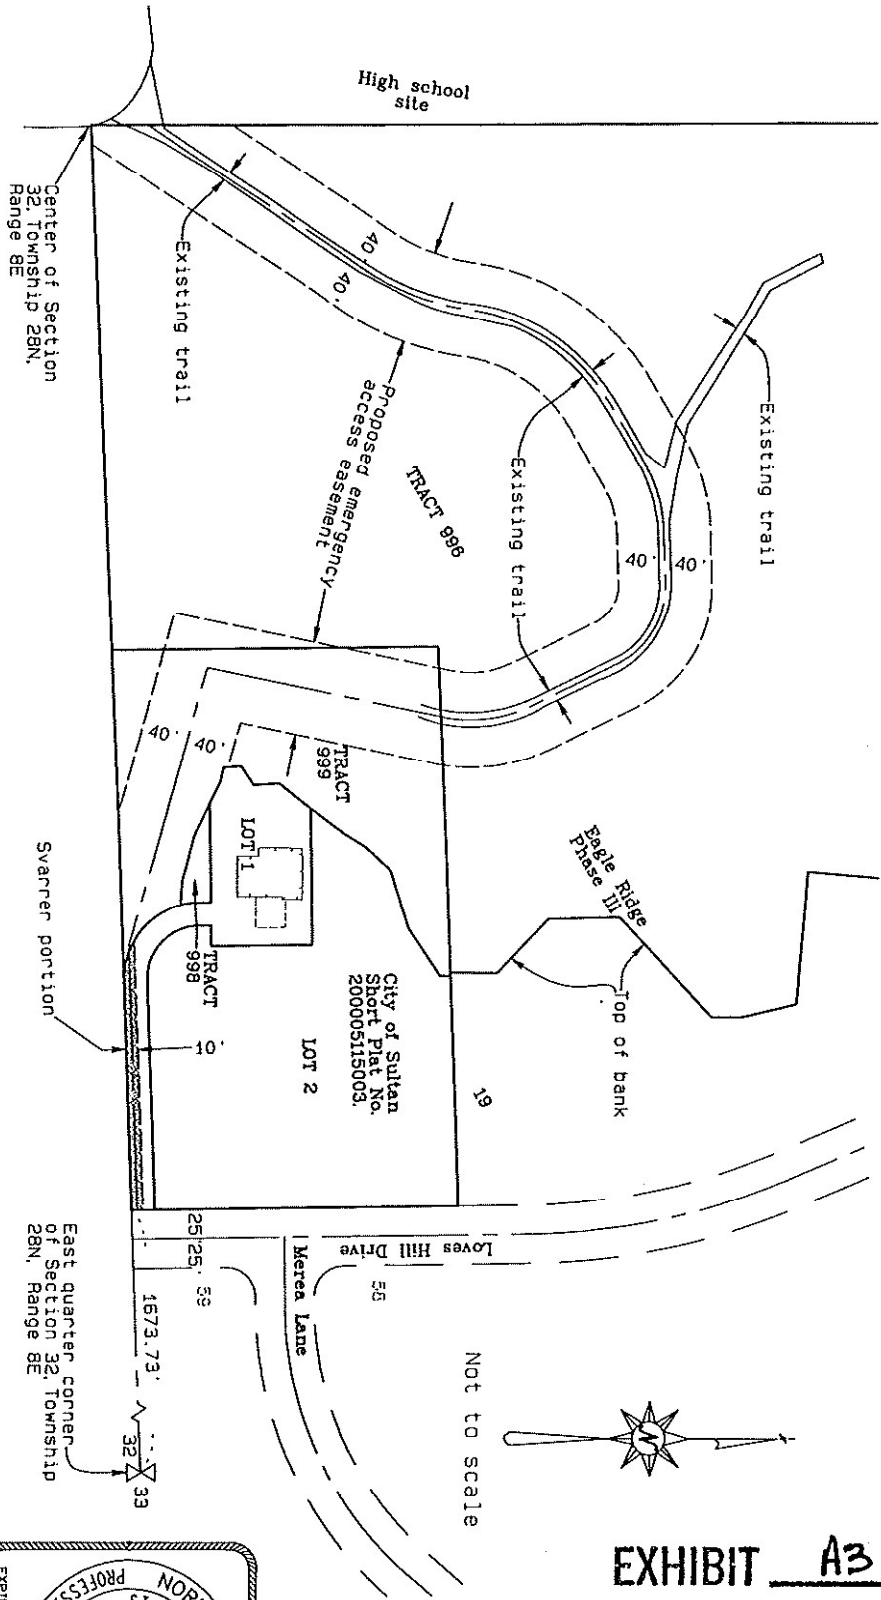 High school
site
40'
40'
Existing trail
Center of Section
32, Township 28N,
Range 8E
Existing trail
Existing trail
Proposed emergency
access easement
TRACT 996
40'
40'
40'
40'
TRACT
999
LOT 1
TRACT
998
Svarrer portion
10'
Eagle Ridge
Phase III
Top of bank
City of Sultan
Short Plat No.
200005115003.
LOT 2
19
Loves Hill Drive
Merea Lane
25'
25'
59
58
1673.73'
East quarter corner
of Section 32, Township
28N, Range 8E
32
33
Not to scale
N
EXHIBIT A3
NOR
PROFESS